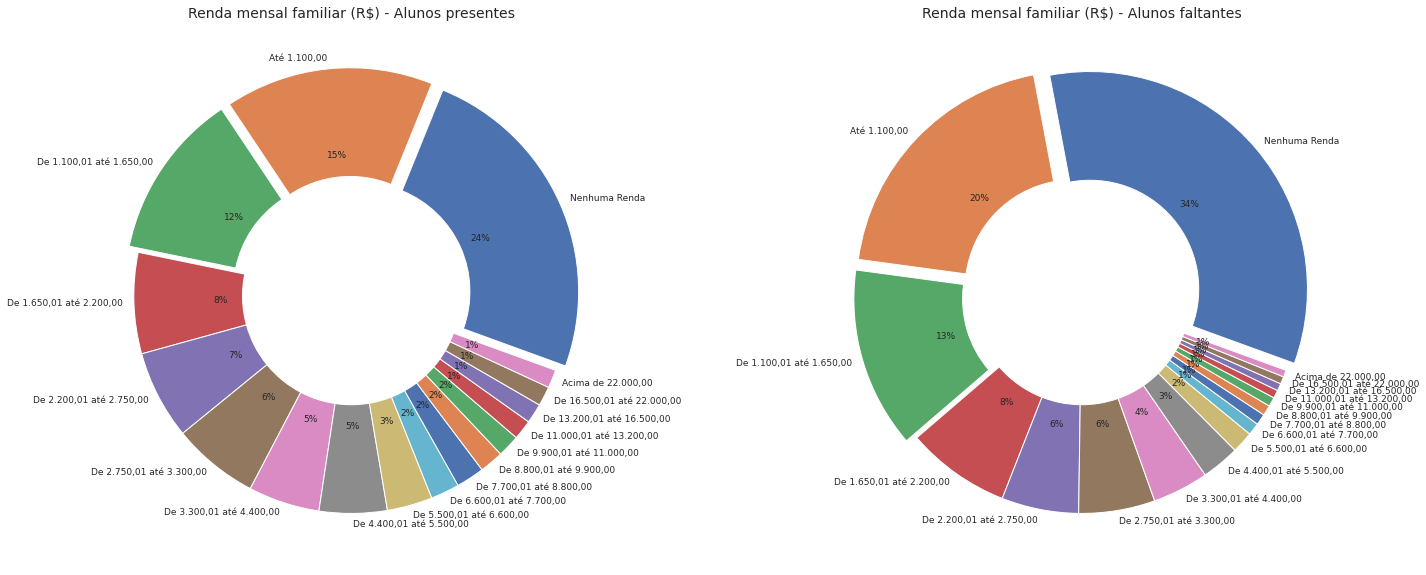 Renda mensal familiar (R$) - Alunos presentes
Nenhuma Renda
24%
Até 1.100,00
15%
De 1.100,01 até 1.650,00
12%
De 1.650,01 até 2.200,00
8%
De 2.200,01 até 2.750,00
7%
De 2.750,01 até 3.300,00
6%
De 3.300,01 até 4.400,00
5%
De 4.400,01 até 5.500,00
5%
De 5.500,01 até 6.600,00
3%
De 6.600,01 até 7.700,00
2%
De 7.700,01 até 8.800,00
2%
De 8.800,01 até 9.900,00
2%
De 9.900,01 até 11.000,00
2%
De 11.000,01 até 13.200,00
1%
De 13.200,01 até 16.500,00
1%
De 16.500,01 até 22.000,00
1%
Acima de 22.000,00
1%
Renda mensal familiar (R$) - Alunos faltantes
Nenhuma Renda
34%
Até 1.100,00
20%
De 1.100,01 até 1.650,00
13%
De 1.650,01 até 2.200,00
8%
De 2.200,01 até 2.750,00
6%
De 2.750,01 até 3.300,00
6%
De 3.300,01 até 4.400,00
4%
De 4.400,01 até 5.500,00
3%
De 5.500,01 até 6.600,00
2%
De 6.600,01 até 7.700,00
1%
De 7.700,01 até 8.800,00
1%
De 8.800,01 até 9.900,00
1%
De 9.900,01 até 11.000,00
1%
De 11.000,01 até 13.200,00
De 13.200,01 até 16.500,00
De 16.500,01 até 22.000,00
Acima de 22.000,00
1%